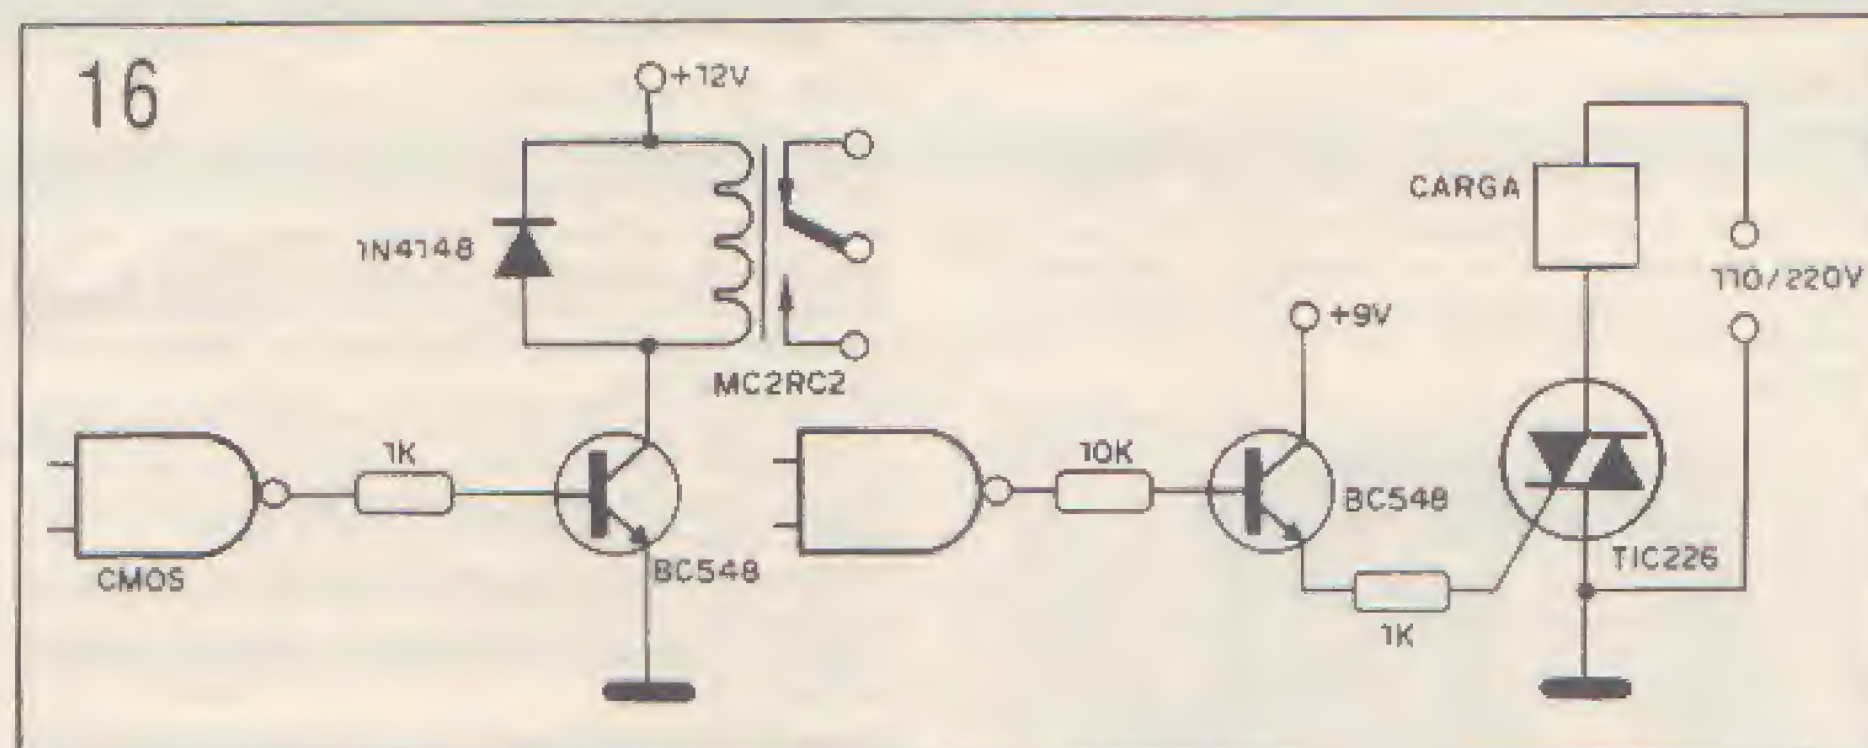 16
+12V
1N4148
MC2RC2
1K
CMOS
BC548
CARGA
110/220V
+9V
10K
BC548
TIC226
1K